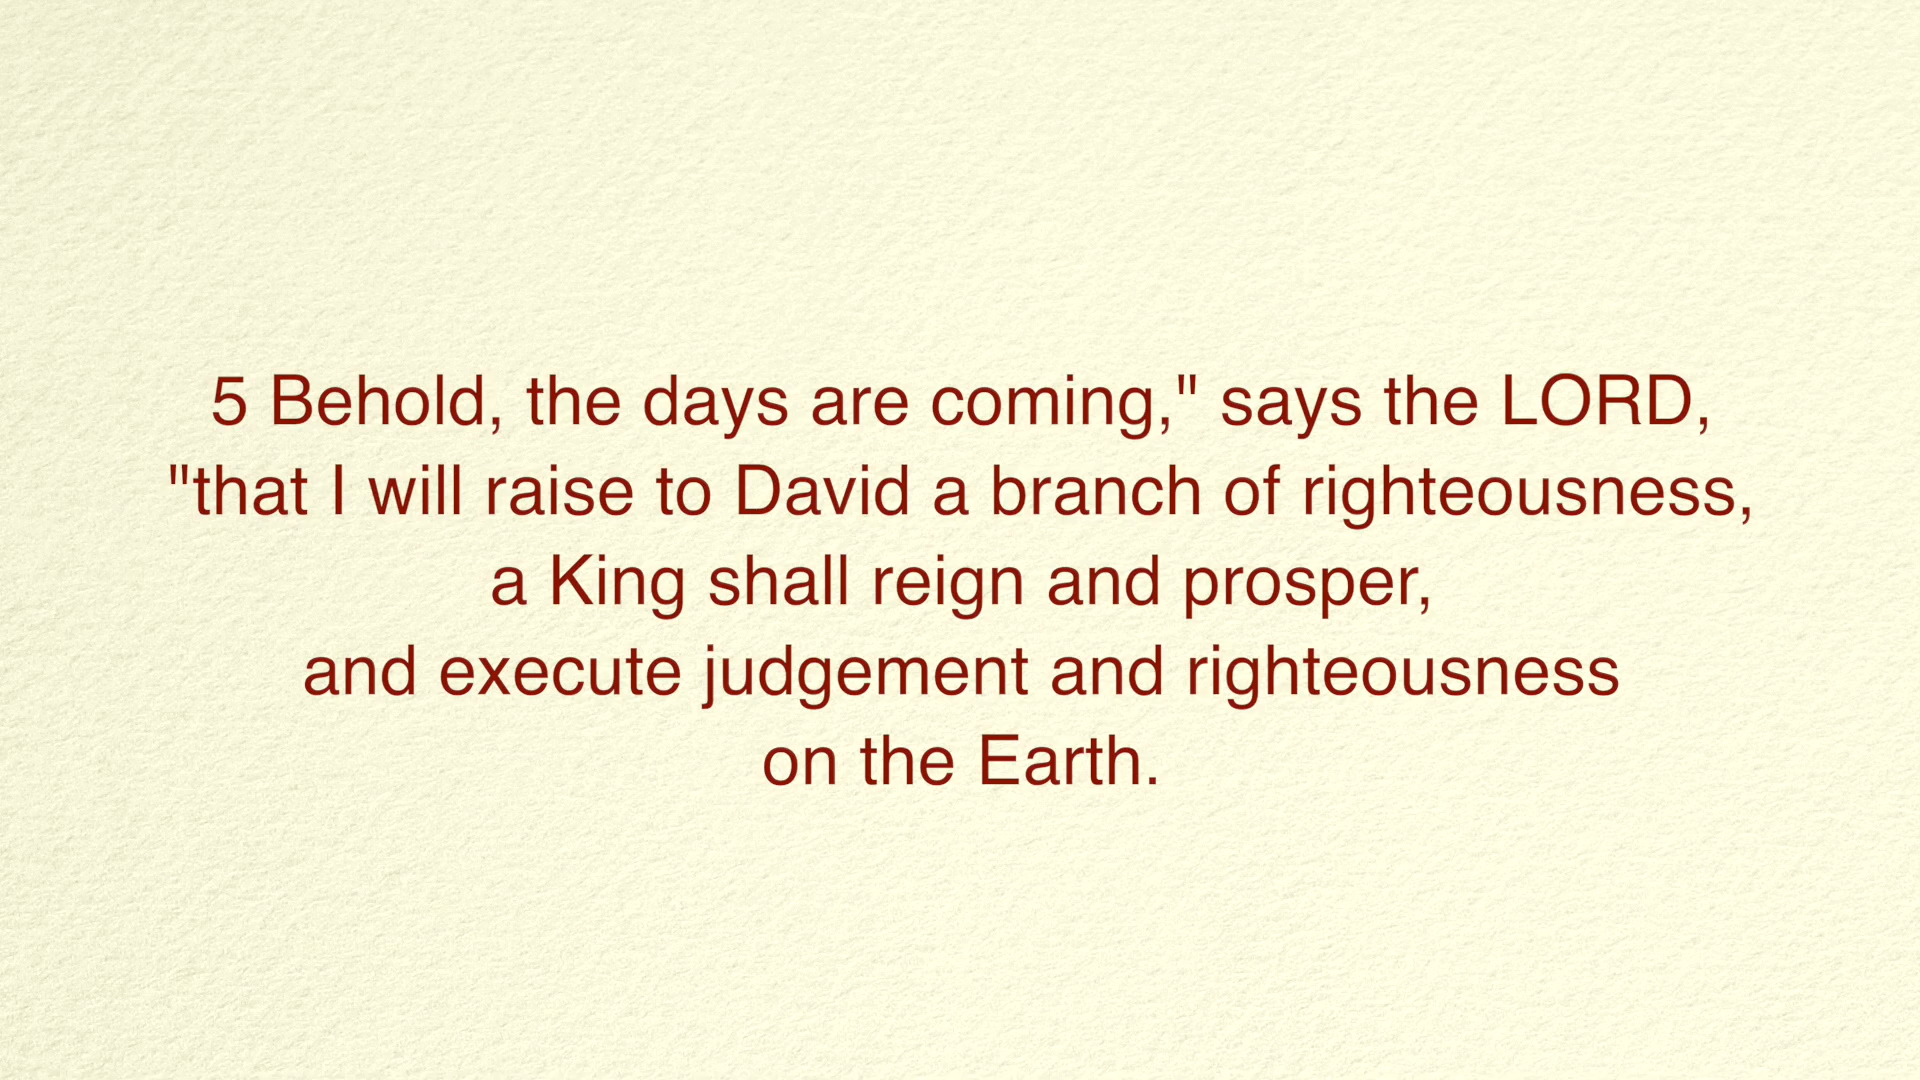 5 Behold, the days are coming," says the LORD,
"that I will raise to David a branch of righteousness,
a King shall reign and prosper,
and execute judgement and righteousness
on the Earth.